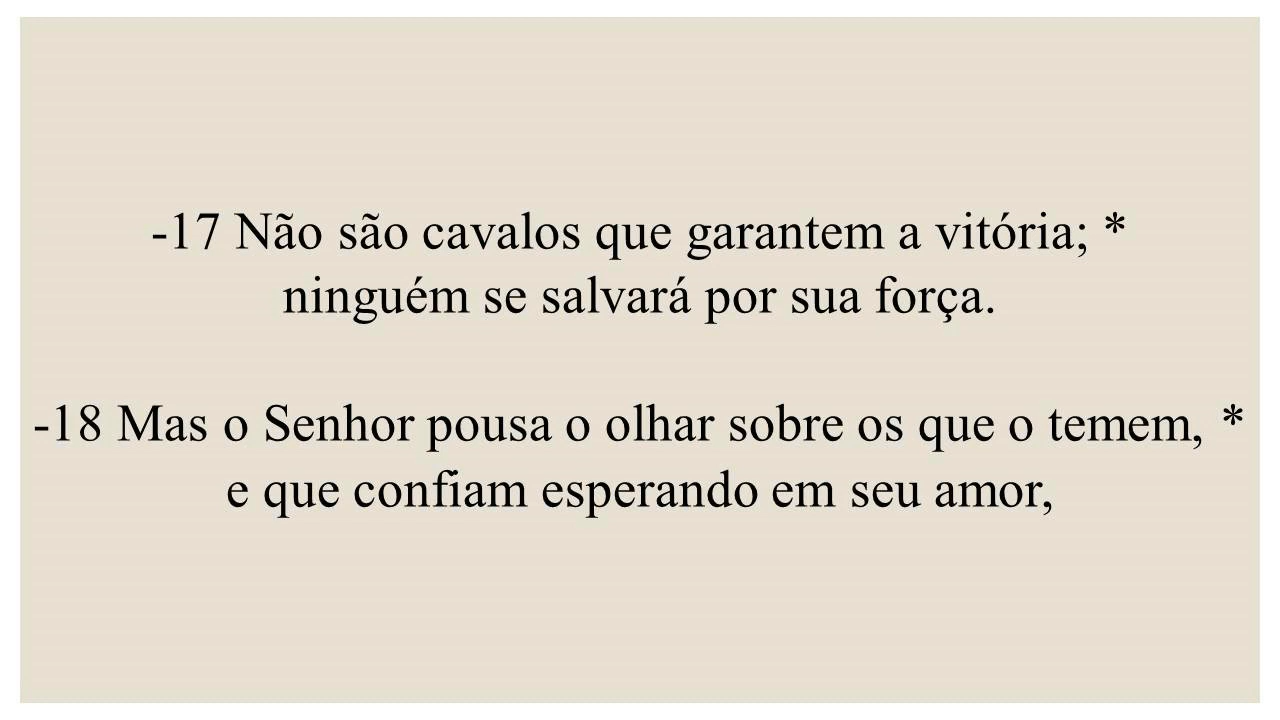 -17 Não são cavalos que garantem a vitória; *
ninguém se salvará por sua força.
-18 Mas o Senhor pousa o olhar sobre os que o temem, *
e que confiam esperando em seu amor,